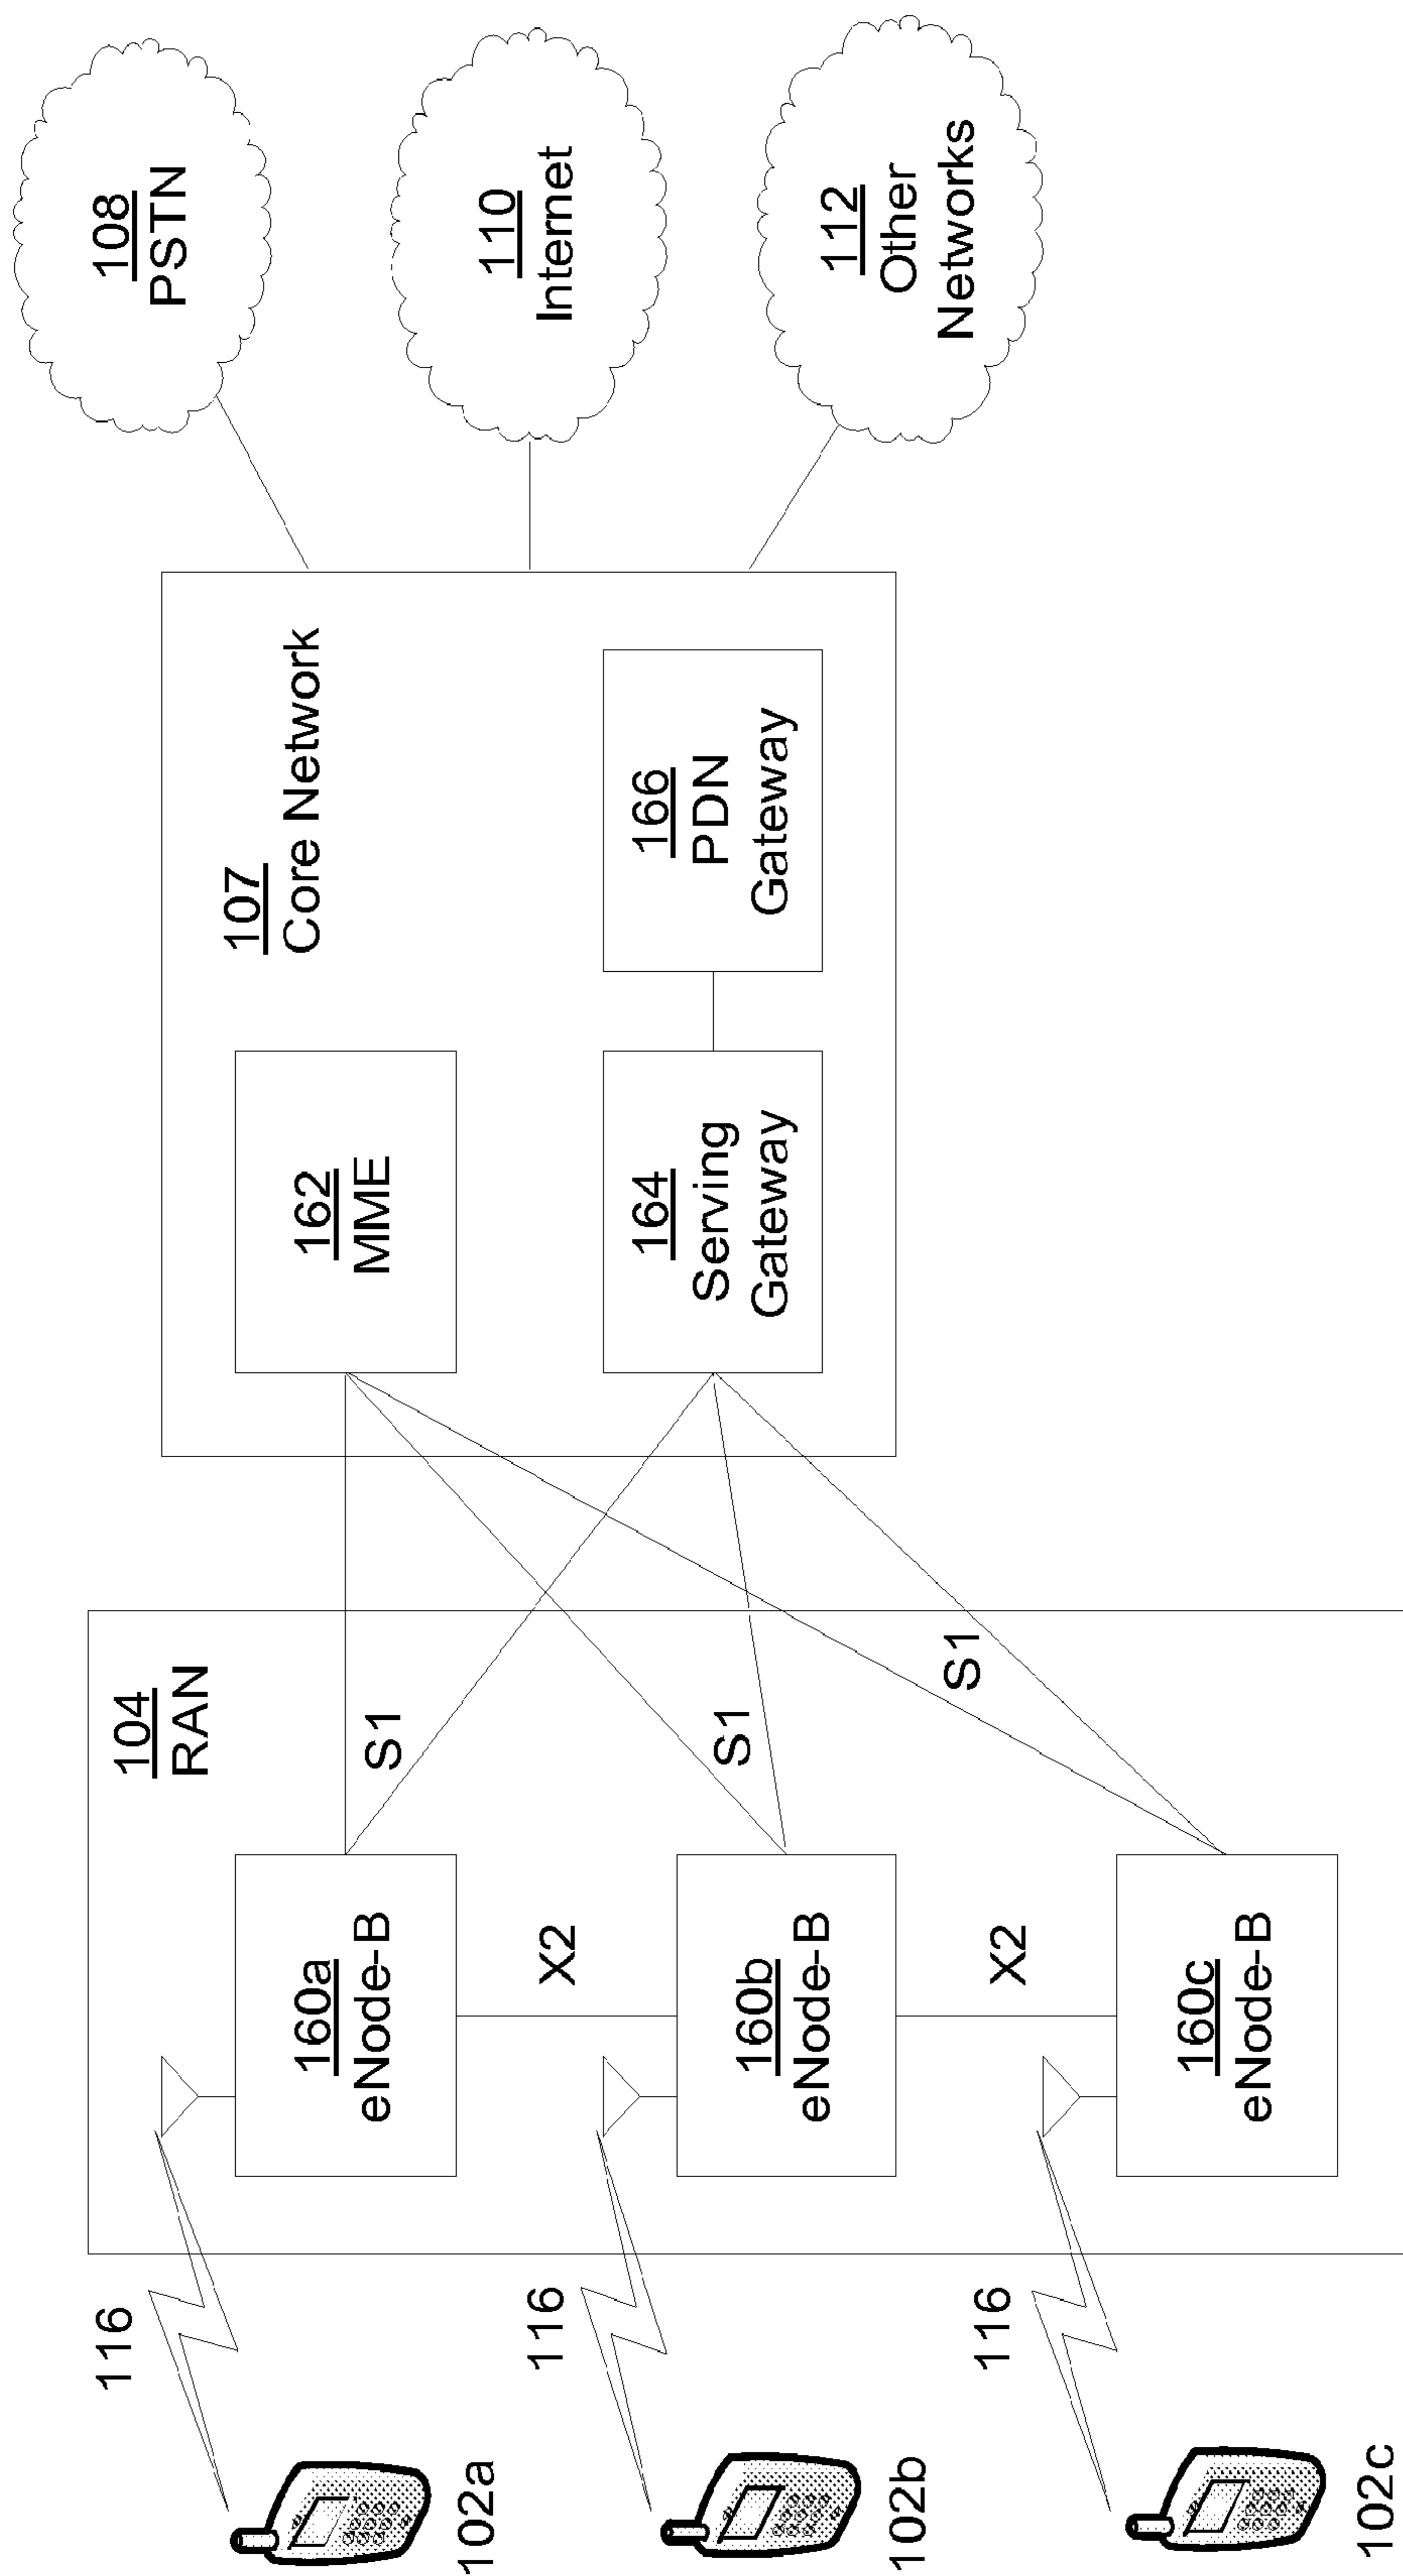 116
102a
116
102b
116
102c
104
RAN
160a
eNode-B
X2
160b
eNode-B
X2
160c
eNode-B
S1
S1
S1
107
Core Network
162
MME
164
Serving
Gateway
166
PDN
Gateway
108
PSTN
110
Internet
112
Other
Networks